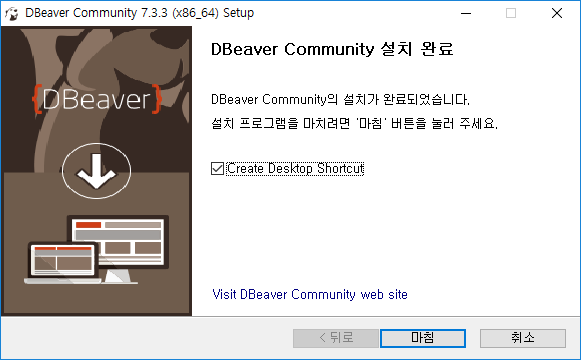 DBeaver Community 7.3.3 (x86_64) Setup
{DBeaver}
DBeaver Community 설치 완료
DBeaver Community의 설치가 완료되었습니다.
설치 프로그램을 마치려면 '마침' 버튼을 눌러 주세요.
Create Desktop Shortcut
Visit DBeaver Community web site
< 뒤로
마침
취소